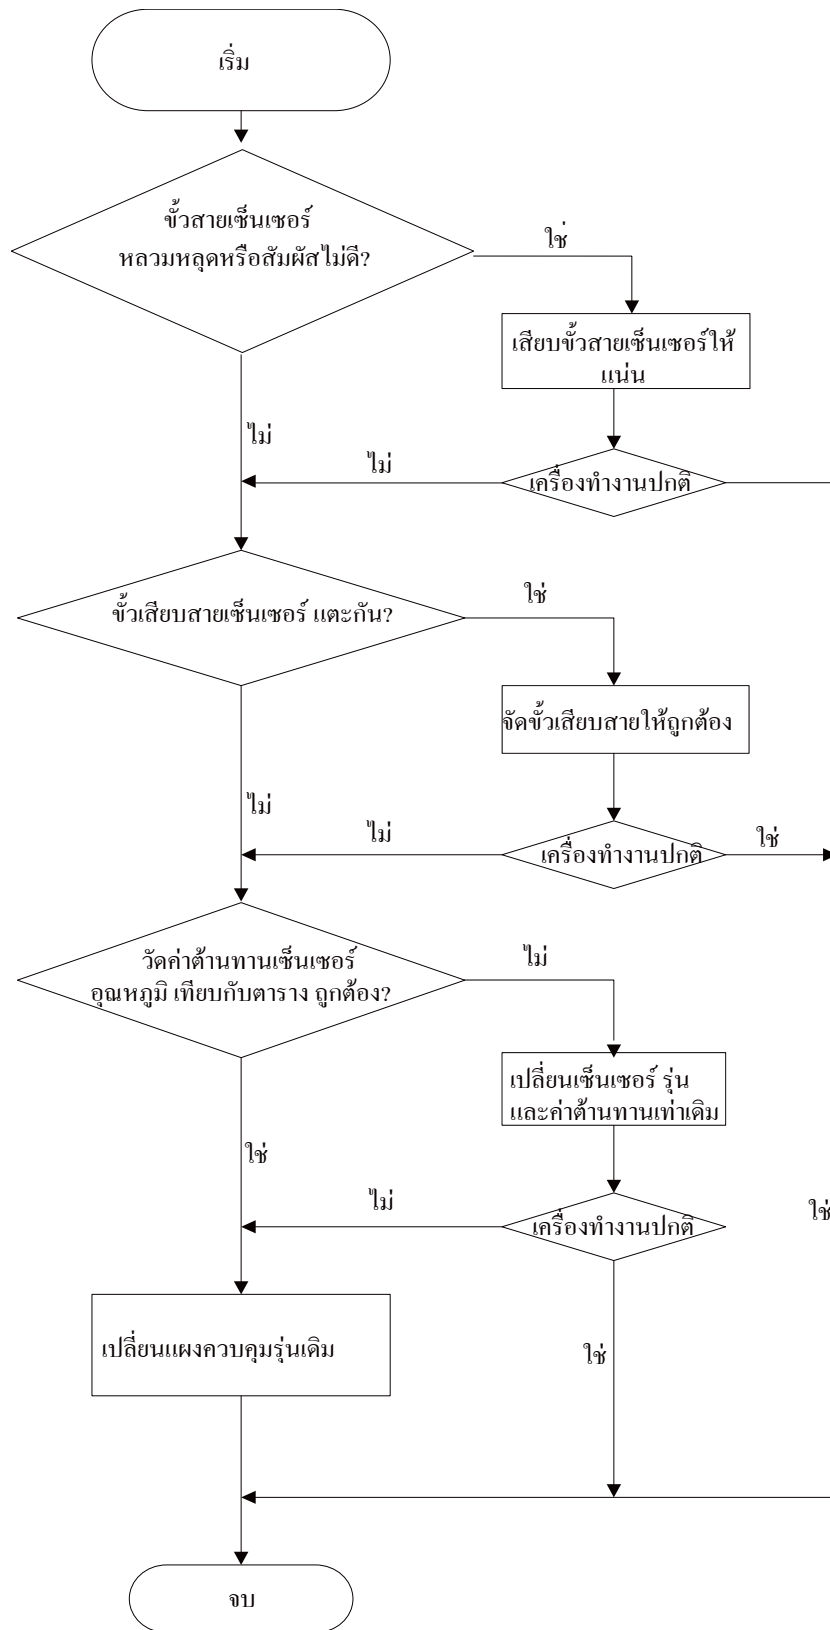 เริ่ม
ขั้วสายเซ็นเซอร์
หลวมหลุดหรือสัมผัสไม่ดี?
ใช่
เสียบขั้วสายเซ็นเซอร์ให้
แน่น
ไม่
ไม่
เครื่องทำงานปกติ
ขั้วเสียบสายเซ็นเซอร์ แตะกัน?
ใช่
จัดขั้วเสียบสายให้ถูกต้อง
ไม่
ไม่
เครื่องทำงานปกติ
ใช่
วัดค่าต้านทานเซ็นเซอร์
อุณหภูมิ เทียบกับตาราง ถูกต้อง?
ไม่
เปลี่ยนเซ็นเซอร์ รุ่น
และค่าต้านทานเท่าเดิม
ใช่
ไม่
เครื่องทำงานปกติ
ใช่
เปลี่ยนแผงควบคุมรุ่นเดิม
ใช่
จบ